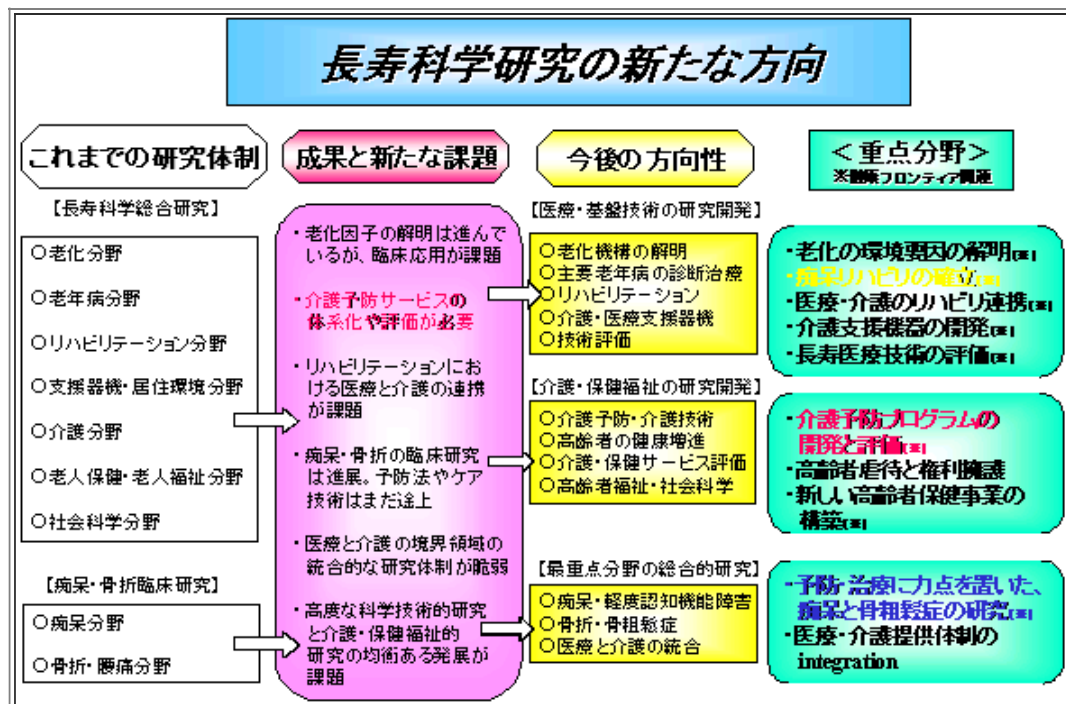 長寿科学研究の新たな方向
これまでの研究体制
【長寿科学総合研究】
○老化分野
○老年病分野
○リハビリテーション分野
○支援器機・居住環境分野
○介護分野
○老人保健・老人福祉分野
○社会科学分野
【痴呆・骨折臨床研究】
○痴呆分野
○骨折・腰痛分野
成果と新たな課題
・老化因子の解明は進んで
いるが、臨床応用が課題
・介護予防サービスの
体系化や評価が必要
・リハビリテーションにお
ける医療と介護の連携
が課題
・痴呆・骨折の臨床研究
は進展。予防法やケア
技術はまだ途上
・医療と介護の境界領域の
統合的な研究体制が脆弱
・高度な科学技術的研究
と介護・保健福祉的
研究の均衡ある発展が
課題
今後の方向性
【医療・基盤技術の研究開発】
○老化機構の解明
○主要老年病の診断治療
○リハビリテーション
○介護・医療支援器機
○技術評価
【介護・保健福祉の研究開発】
○介護予防・介護技術
○高齢者の健康増進
○介護・保健サービス評価
○高齢者福祉・社会科学
【最重点分野の総合的研究】
○痴呆・軽度認知機能障害
○骨折・骨粗鬆症
○医療と介護の統合
＜重点分野＞
※健康フロンティア関連
・老化の環境要因の解明(※)
・痴呆リハビリの確立(※)
・医療・介護のリハビリ連携(※)
・介護支援機器の開発(※)
・長寿医療技術の評価(※)
・介護予防プログラムの
開発と評価(※)
・高齢者虐待と権利擁護
・新しい高齢者保健事業の
構築(※)
・予防・治療に力点を置いた、
痴呆と骨粗鬆症の研究(※)
・医療・介護提供体制の
integration